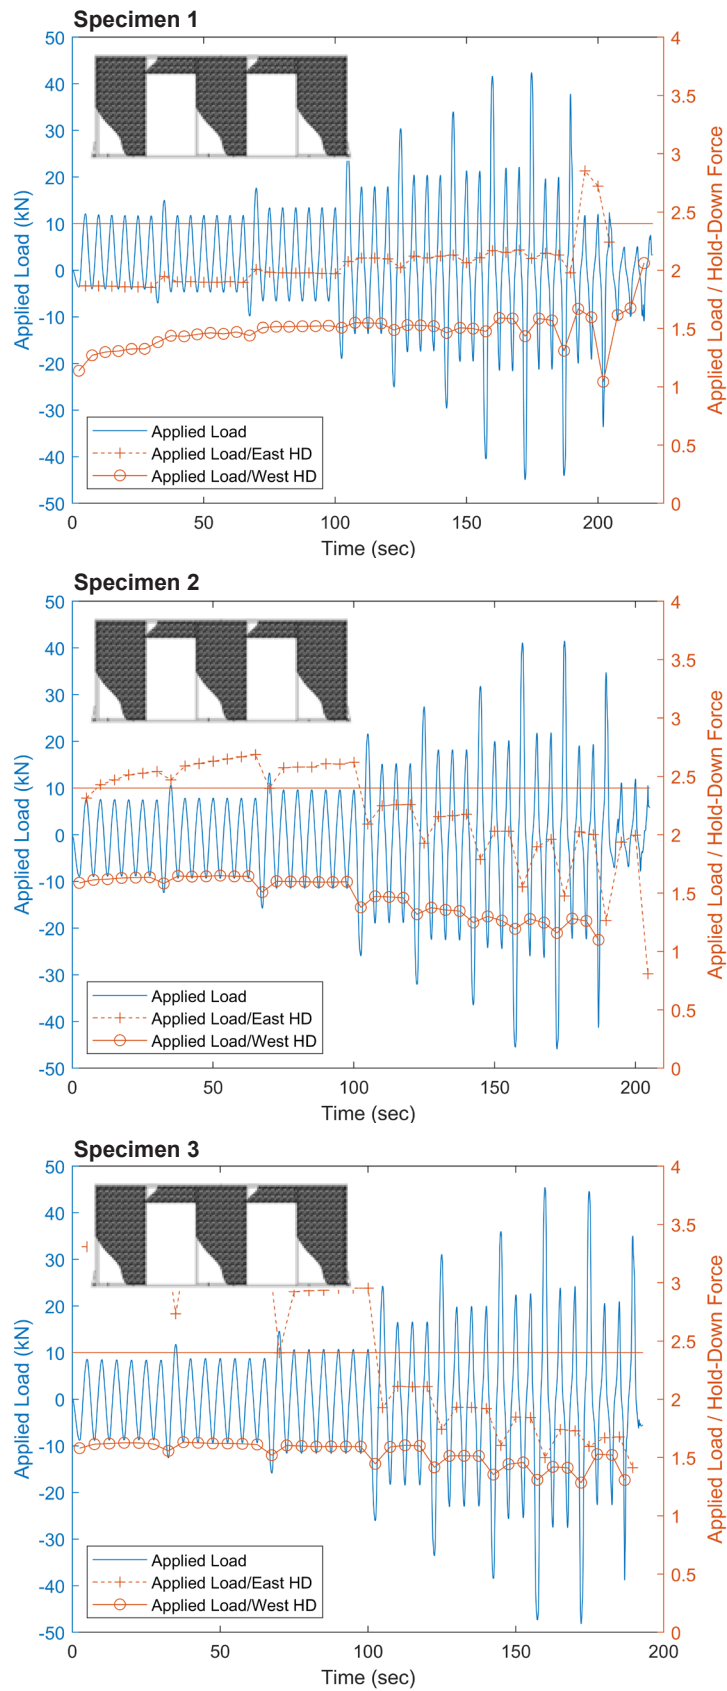 Specimen 1
50
40
30
20
10
0
-10
-20
-30
-40
-50
Applied Load (kN)
4
3.5
3
2.5
2
1.5
1
0.5
0
Applied Load / Hold-Down Force
Applied Load
Applied Load/East HD
Applied Load/West HD
0 50 100 150 200
Time (sec)
Specimen 2
50
40
30
20
10
0
-10
-20
-30
-40
-50
Applied Load (kN)
4
3.5
3
2.5
2
1.5
1
0.5
0
Applied Load / Hold-Down Force
Applied Load
Applied Load/East HD
Applied Load/West HD
0 50 100 150 200
Time (sec)
Specimen 3
50
40
30
20
10
0
-10
-20
-30
-40
-50
Applied Load (kN)
4
3.5
3
2.5
2
1.5
1
0.5
0
Applied Load / Hold-Down Force
Applied Load
Applied Load/East HD
Applied Load/West HD
0 50 100 150 200
Time (sec)